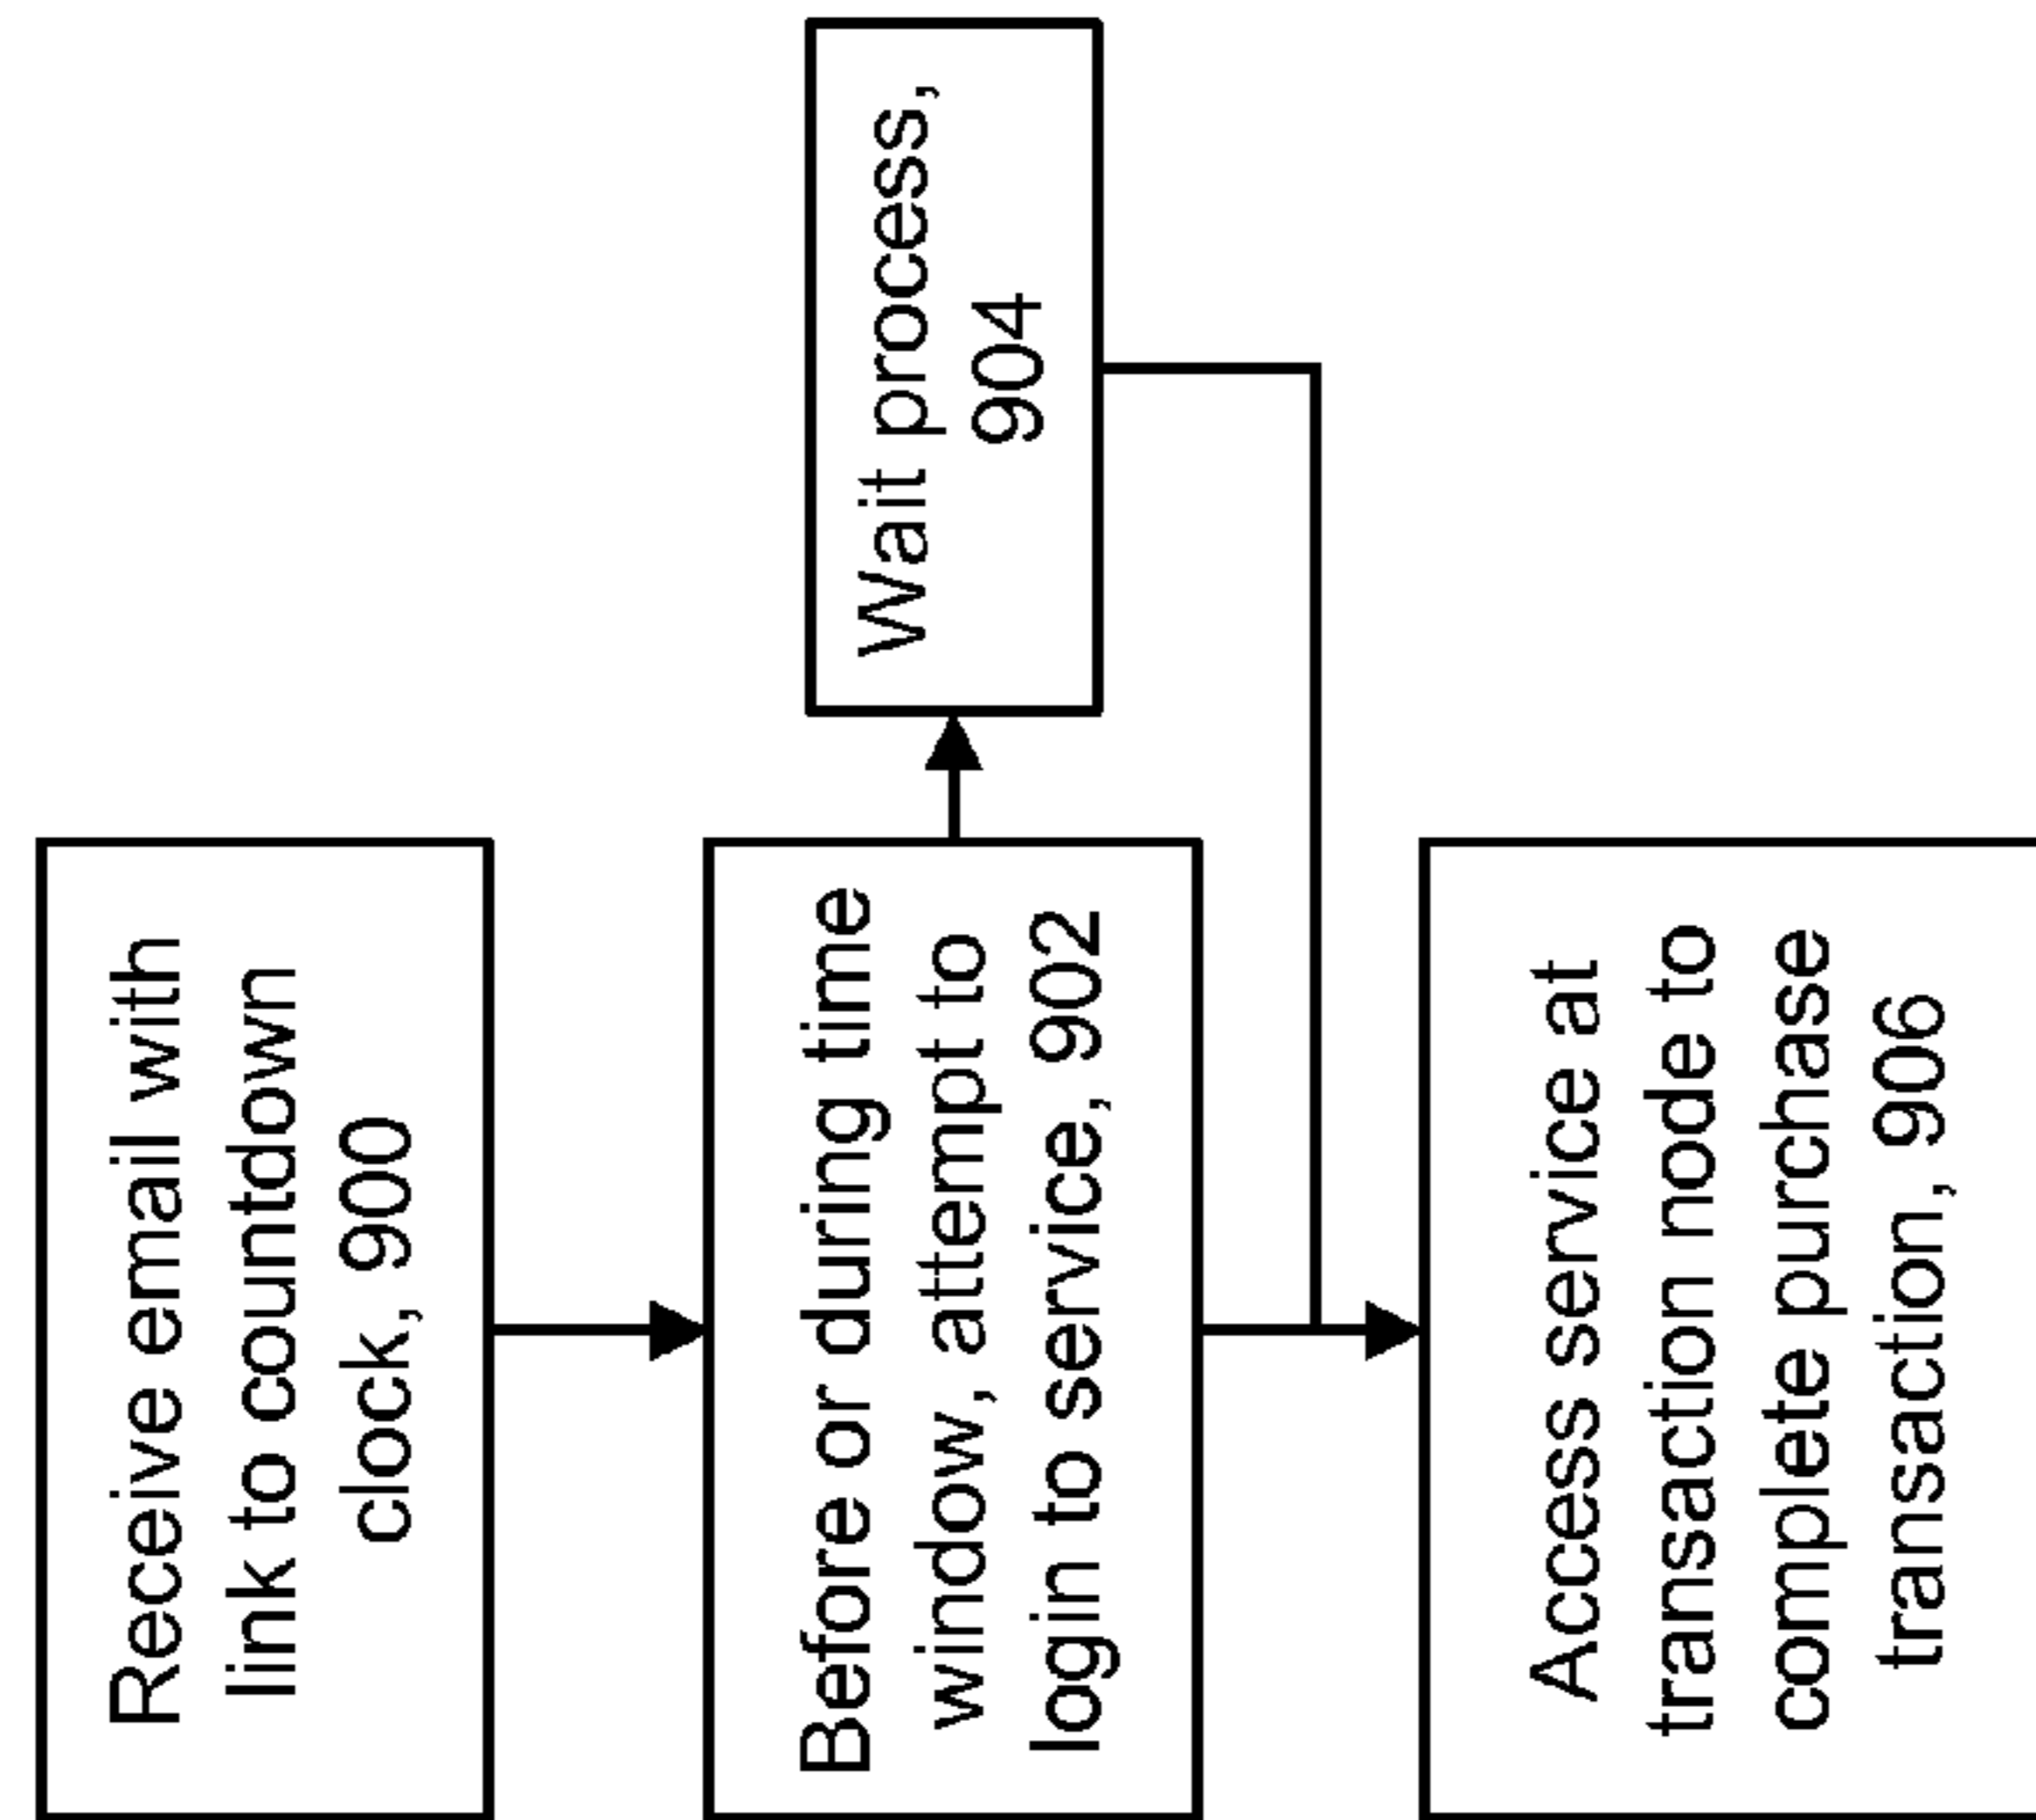 Receive email with
link to countdown
clock, 900
Before or during time
window, attempt to
login to service, 902
Wait process,
904
Access service at
transaction node to
complete purchase
transaction, 906